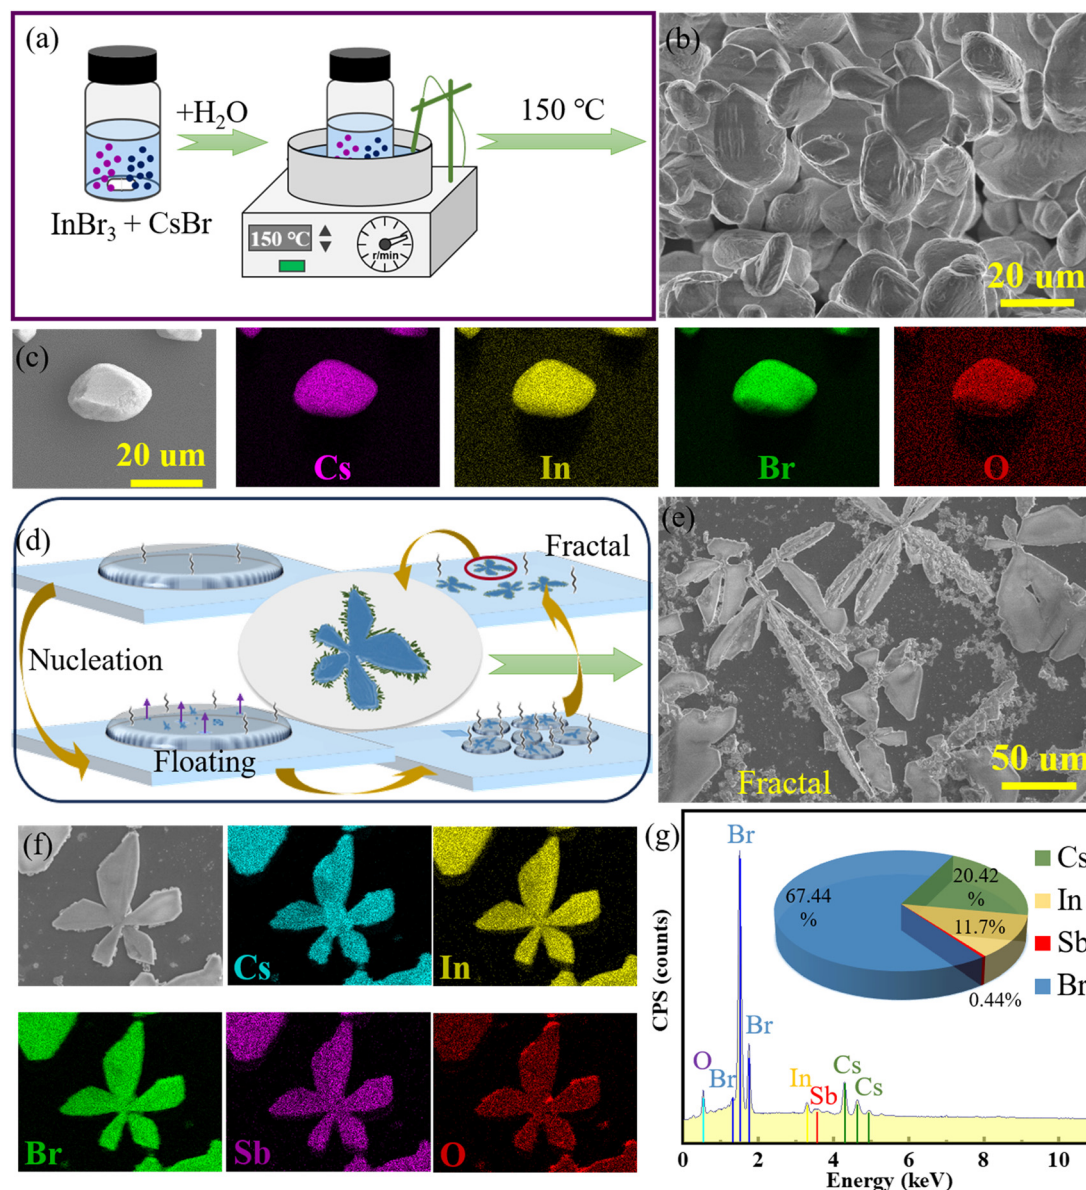 (a)
+H₂O
150 °C
InBr₃ + CsBr
150 °C
r/min
(b)
20 um
(c)
20 um
Cs
In
Br
O
(d)
Fractal
Nucleation
Floating
(e)
Fractal
50 um
(f)
Cs
In
Br
Sb
O
(g)
Br
Br
O
Br
In
Sb
Cs
Cs
67.44
%
20.42
%
11.7%
0.44%
Cs
In
Sb
Br
CPS (counts)
0
2
4
6
8
10
Energy (keV)